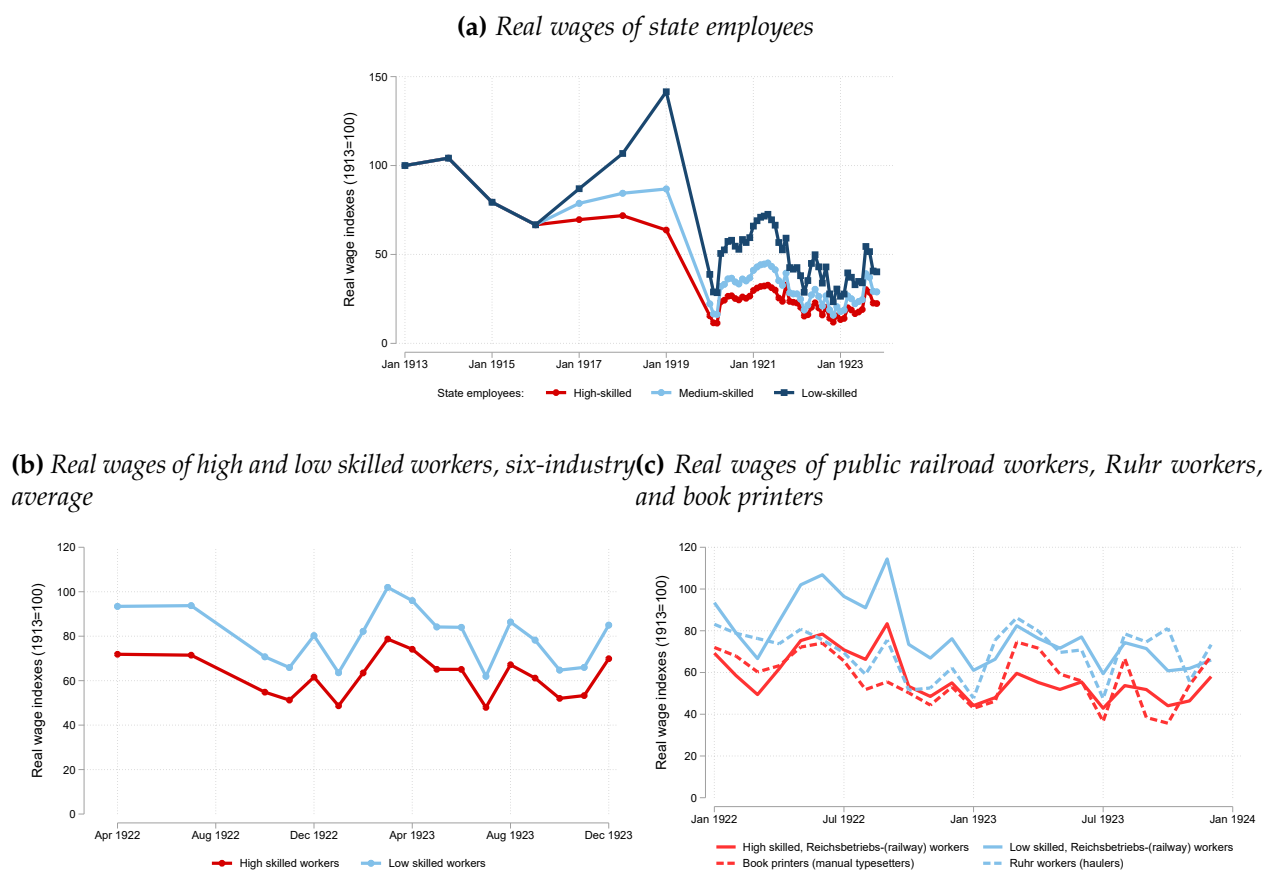 (a) Real wages of state employees
Real wage indexes (1913=100)
150
100
50
0
Jan 1913 Jan 1915 Jan 1917 Jan 1919 Jan 1921 Jan 1923
State employees: High-skilled Medium-skilled Low-skilled
(b) Real wages of high and low skilled workers, six-industry
average
Real wage indexes (1913=100)
120
100
80
60
40
20
0
Apr 1922 Aug 1922 Dec 1922 Apr 1923 Aug 1923 Dec 1923
High skilled workers Low skilled workers
(c) Real wages of public railroad workers, Ruhr workers,
and book printers
Real wage indexes (1913=100)
120
100
80
60
40
20
0
Jan 1922 Jul 1922 Jan 1923 Jul 1923 Jan 1924
High skilled, Reichsbetriebs-(railway) workers Low skilled, Reichsbetriebs-(railway) workers
Book printers (manual typesetters) Ruhr workers (haulers)